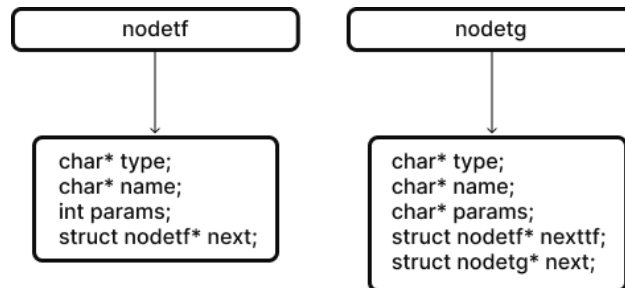 nodetf
char* type;
char* name;
int params;
struct nodetf* next;
nodetg
char* type;
char* name;
char* params;
struct nodetf* nexttf;
struct nodetg* next;